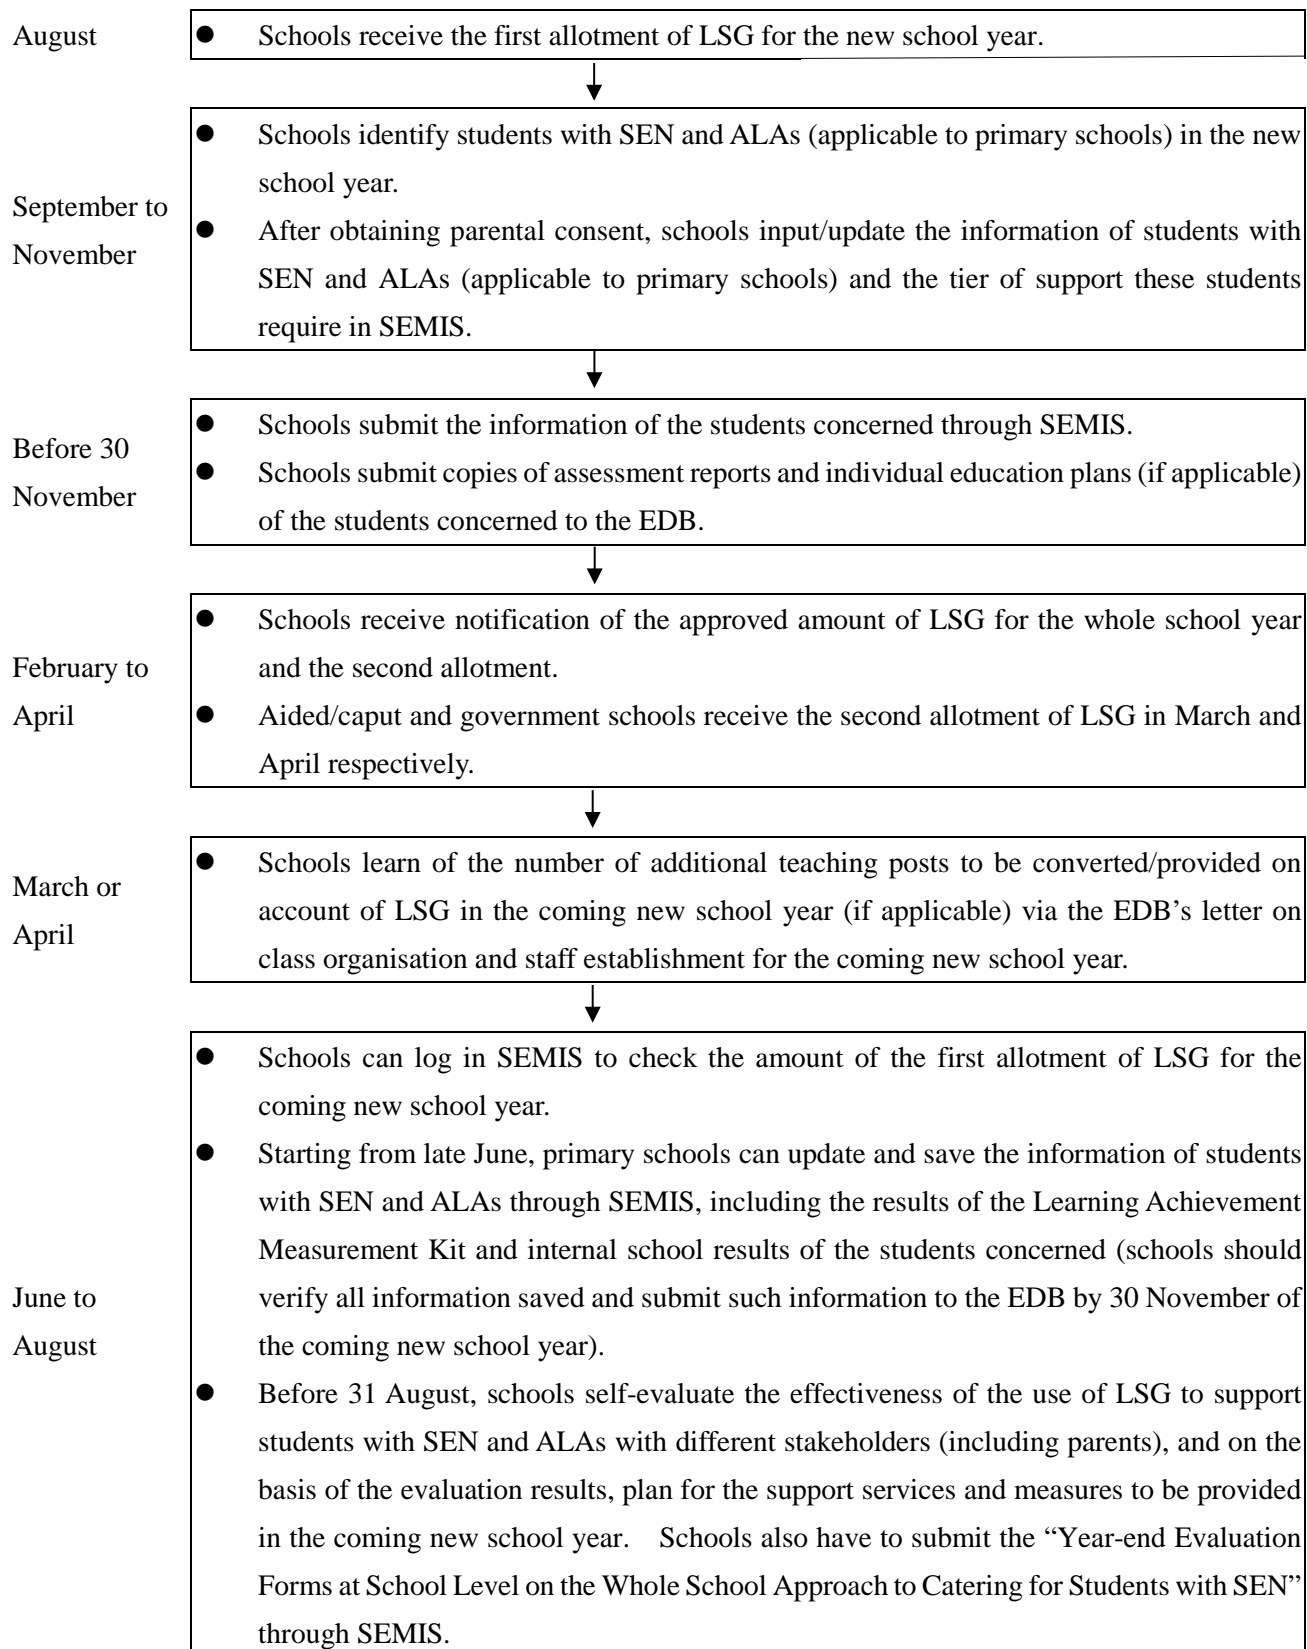 August
● Schools receive the first allotment of LSG for the new school year.
September to
November
● Schools identify students with SEN and ALAs (applicable to primary schools) in the new
school year.
● After obtaining parental consent, schools input/update the information of students with
SEN and ALAs (applicable to primary schools) and the tier of support these students
require in SEMIS.
Before 30
November
● Schools submit the information of the students concerned through SEMIS.
● Schools submit copies of assessment reports and individual education plans (if applicable)
of the students concerned to the EDB.
February to
April
● Schools receive notification of the approved amount of LSG for the whole school year
and the second allotment.
● Aided/caput and government schools receive the second allotment of LSG in March and
April respectively.
March or
April
● Schools learn of the number of additional teaching posts to be converted/provided on
account of LSG in the coming new school year (if applicable) via the EDB’s letter on
class organisation and staff establishment for the coming new school year.
June to
August
● Schools can log in SEMIS to check the amount of the first allotment of LSG for the
coming new school year.
● Starting from late June, primary schools can update and save the information of students
with SEN and ALAs through SEMIS, including the results of the Learning Achievement
Measurement Kit and internal school results of the students concerned (schools should
verify all information saved and submit such information to the EDB by 30 November of
the coming new school year).
● Before 31 August, schools self-evaluate the effectiveness of the use of LSG to support
students with SEN and ALAs with different stakeholders (including parents), and on the
basis of the evaluation results, plan for the support services and measures to be provided
in the coming new school year. Schools also have to submit the “Year-end Evaluation
Forms at School Level on the Whole School Approach to Catering for Students with SEN”
through SEMIS.